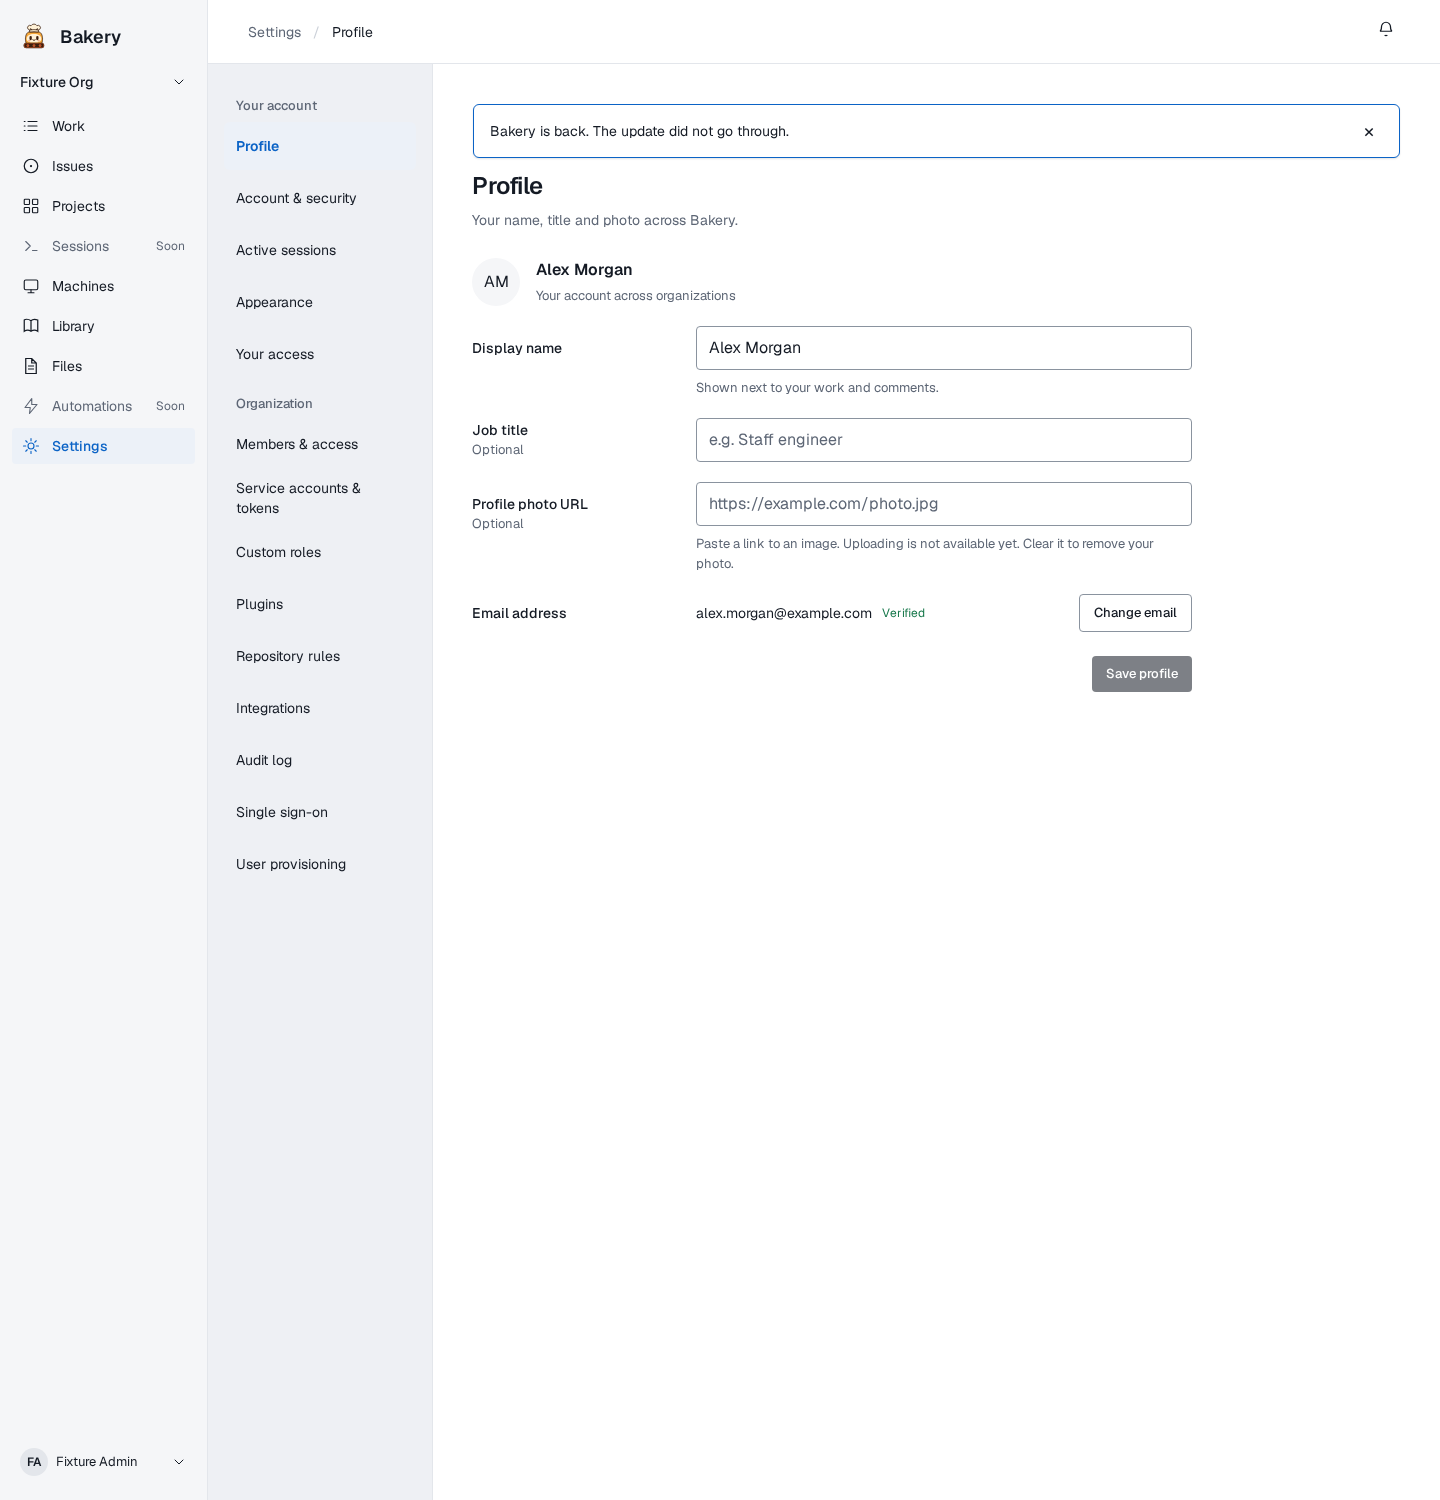 Bakery
Fixture Org
Work
Issues
Projects
Sessions Soon
Machines
Library
Files
Automations Soon
Settings
FA Fixture Admin
Settings / Profile
Your account
Profile
Account & security
Active sessions
Appearance
Your access
Organization
Members & access
Service accounts &
tokens
Custom roles
Plugins
Repository rules
Integrations
Audit log
Single sign-on
User provisioning
Bakery is back. The update did not go through.
Profile
Your name, title and photo across Bakery.
AM
Alex Morgan
Your account across organizations
Display name
Alex Morgan
Shown next to your work and comments.
Job title
Optional
e.g. Staff engineer
Profile photo URL
Optional
https://example.com/photo.jpg
Paste a link to an image. Uploading is not available yet. Clear it to remove your
photo.
Email address
alex.morgan@example.com Verified
Change email
Save profile